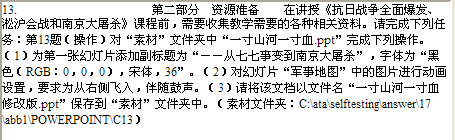 13.                    第二部分    资源准备        在讲授《抗日战争全面爆发、
淞沪会战和南京大屠杀》课程前，需要收集教学需要的各种相关资料。请完成下列任
务：第13题(操作）对“素材”文件夹中“一寸山河一寸血.ppt”完成下列操作。
（1）为第一张幻灯片添加副标题为“－－从七七事变到南京大屠杀”，字体为“黑
色（RGB：0，0，0），宋体，36”。（2）对幻灯片“军事地图”中的图片进行动画
设置，要求为从右侧飞入，伴随鼓声。（3）请将该文档以文件名“一寸山河一寸血
修改版.ppt”保存到“素材”文件夹中。（素材文件夹：C:\ata\selftesting\answer\17
\abb1\POWERPOINT\C13）